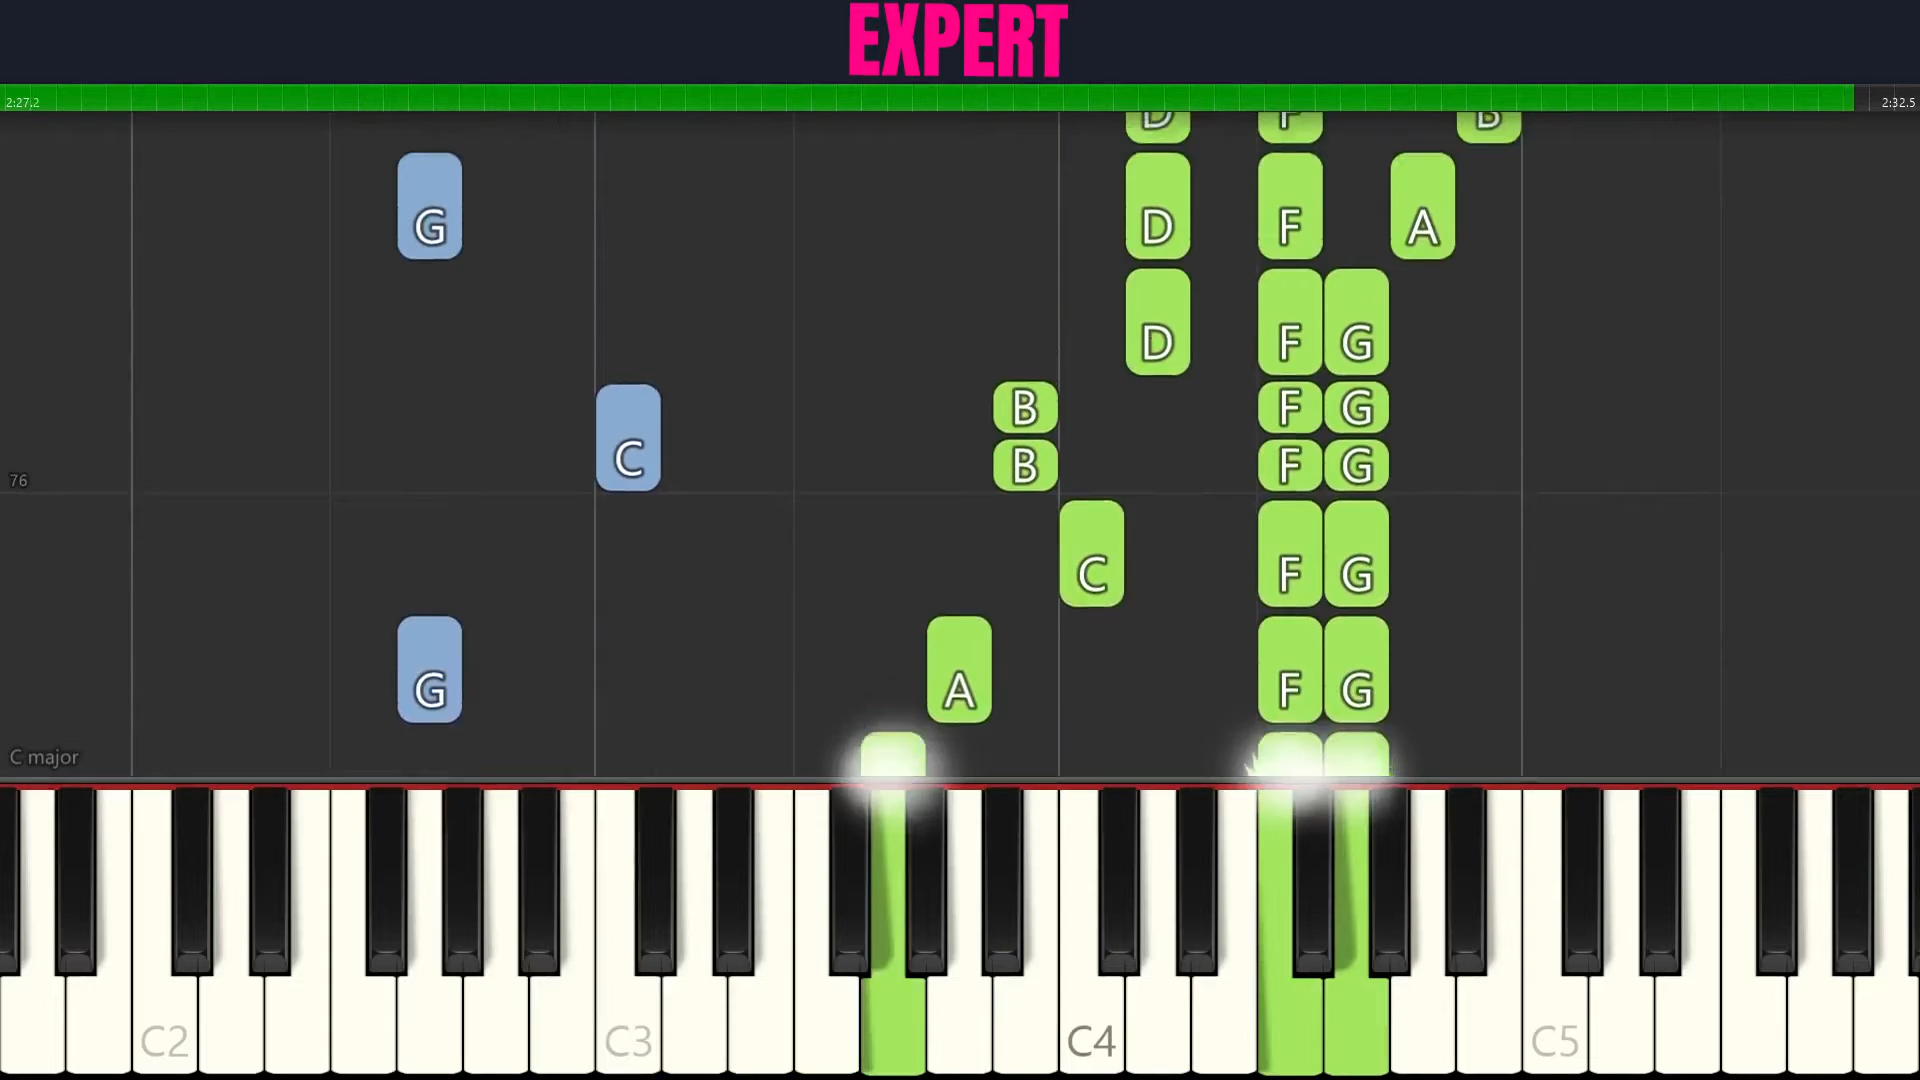 EXPERT
2:27.2 2:32.5
D F B
G D F A
D F G
B F G
C
B F G
76
C F G
G A F G
C major
C2 C3 C4 C5